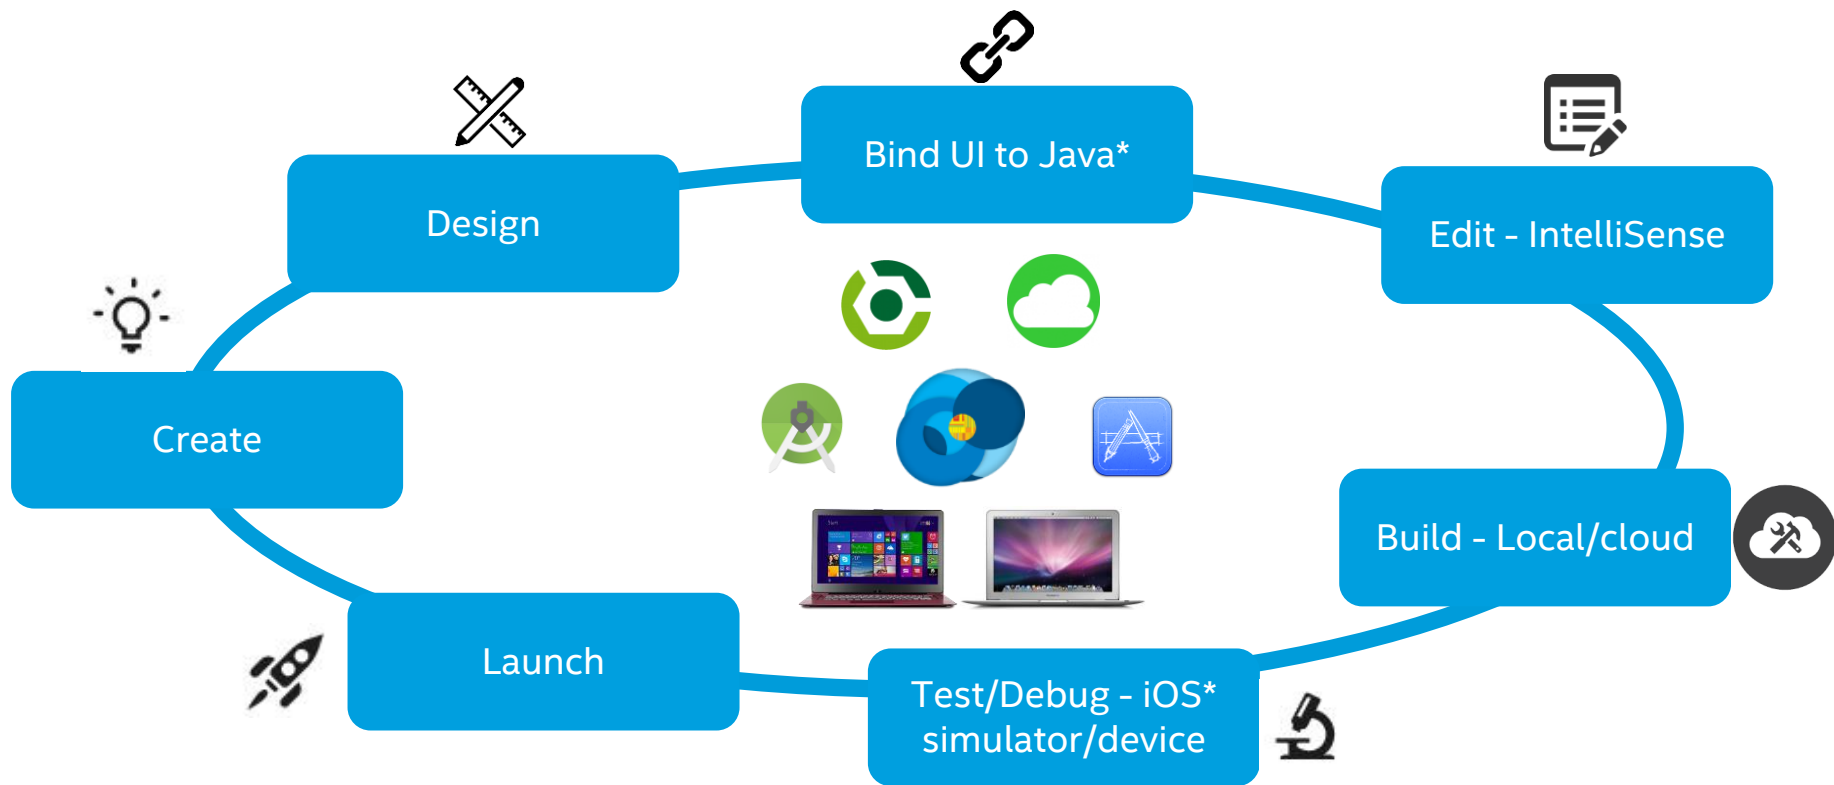 Bind UI to Java*
Design
Edit - IntelliSense
Create
Build - Local/cloud
Launch
Test/Debug - iOS*
simulator/device